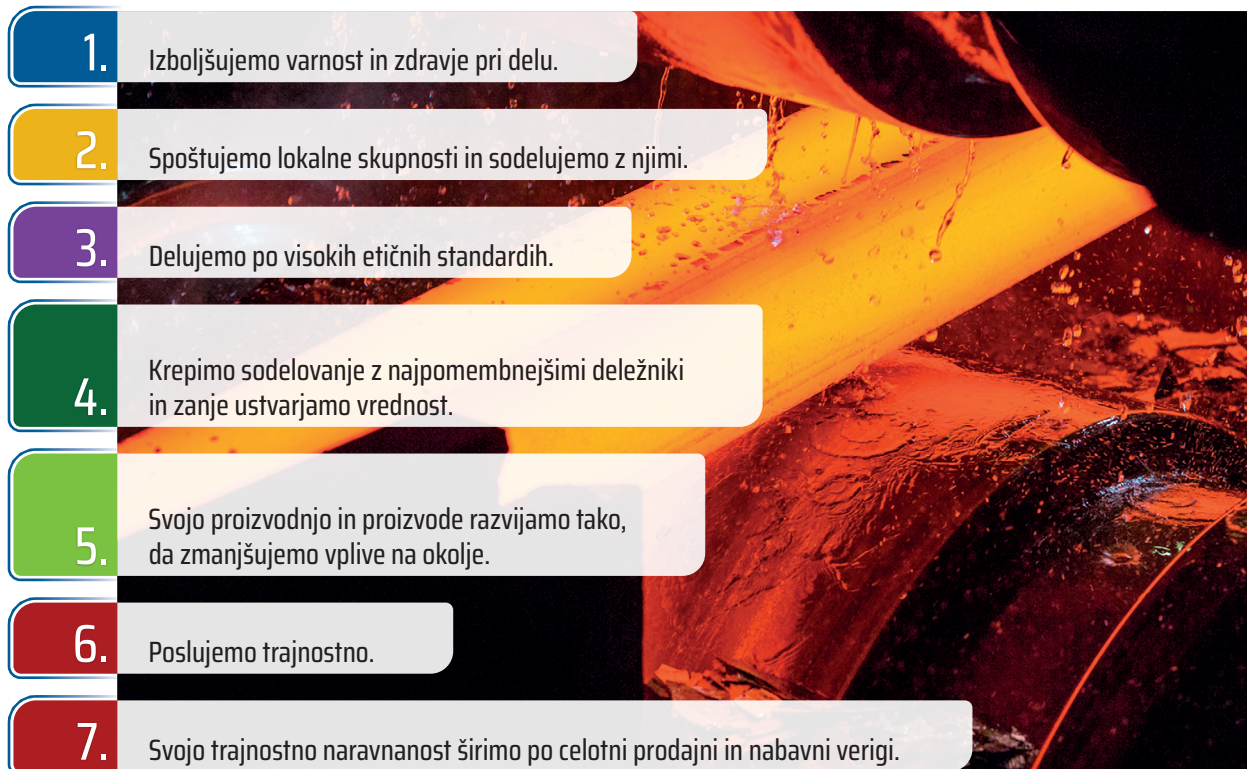 1.
Izboljšujemo varnost in zdravje pri delu.
2.
Spoštujemo lokalne skupnosti in sodelujemo z njimi.
3.
Delujemo po visokih etičnih standardih.
4.
Krepimo sodelovanje z najpomembnejšimi deležniki
in zanje ustvarjamo vrednost.
5.
Svojo proizvodnjo in proizvode razvijamo tako,
da zmanjšujemo vplive na okolje.
6.
Poslujemo trajnostno.
7.
Svojo trajnostno naravnanost širimo po celotni prodajni in nabavni verigi.